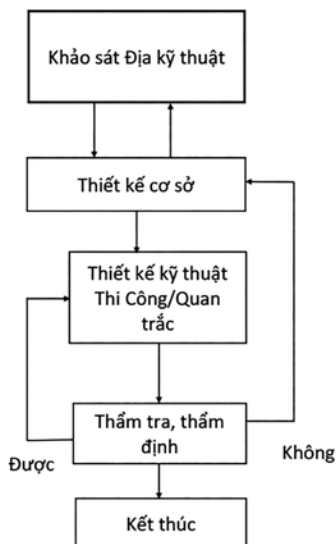 Khảo sát Địa kỹ thuật
Thiết kế cơ sở
Thiết kế kỹ thuật
Thi Công/Quan
trắc
Thẩm tra, thẩm
định
Được
Không
Kết thúc